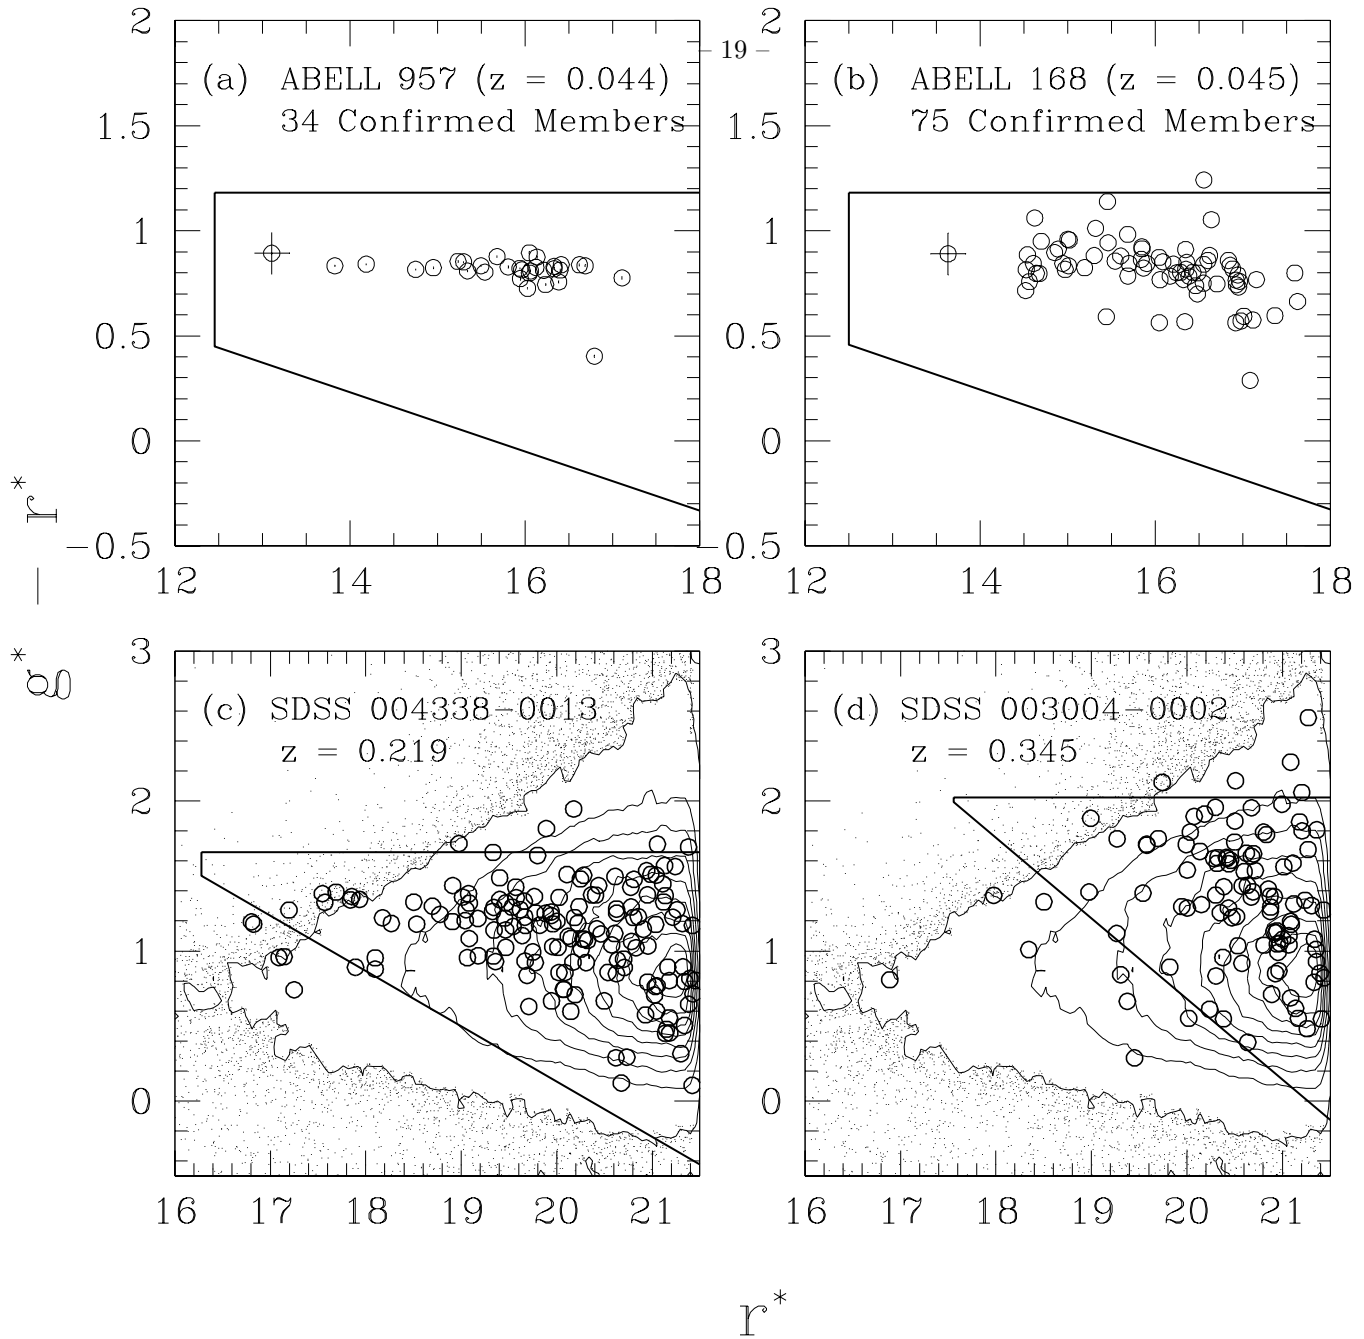 – 19 –
(a) ABELL 957 (z = 0.044)
34 Confirmed Members
(b) ABELL 168 (z = 0.045)
75 Confirmed Members
2
1.5
1
0.5
0
−0.5
12 14 16 18
2
1.5
1
0.5
0
−0.5
12 14 16 18
g* − r*
(c) SDSS 004338−0013
z = 0.219
(d) SDSS 003004−0002
z = 0.345
3
2
1
0
16 17 18 19 20 21
3
2
1
0
16 17 18 19 20 21
r*